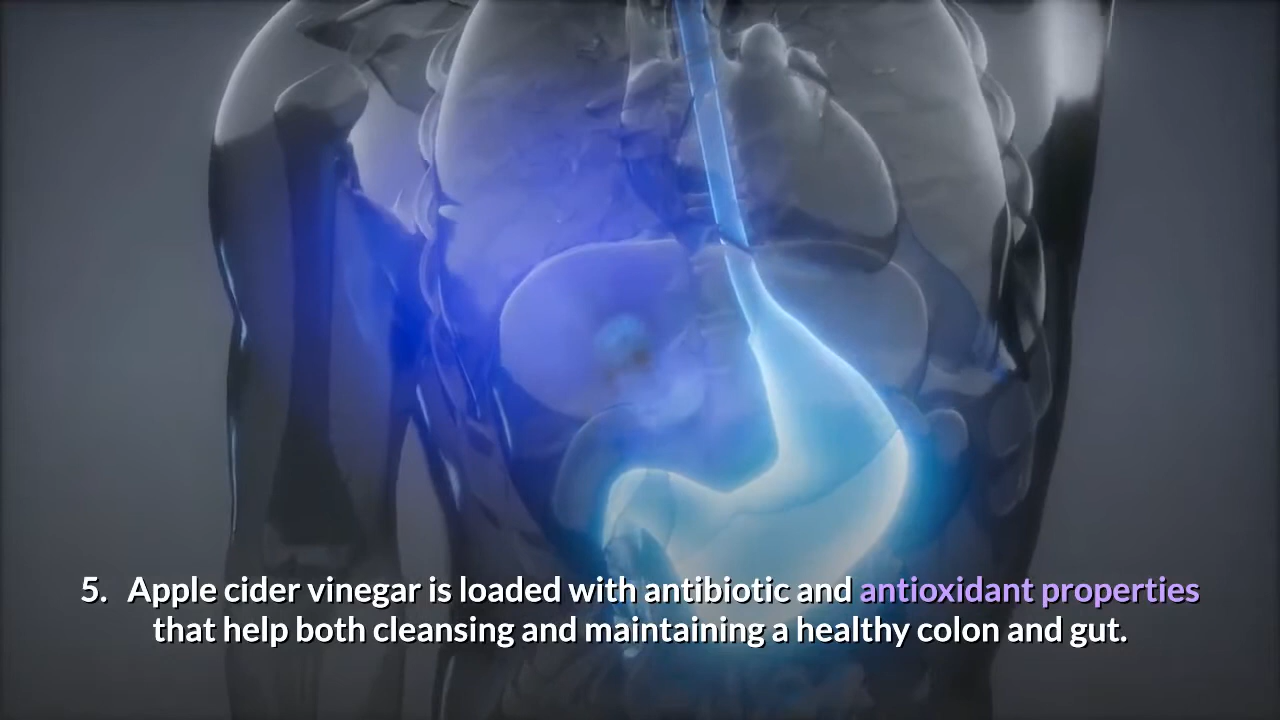 5. Apple cider vinegar is loaded with antibiotic and antioxidant properties
that help both cleansing and maintaining a healthy colon and gut.